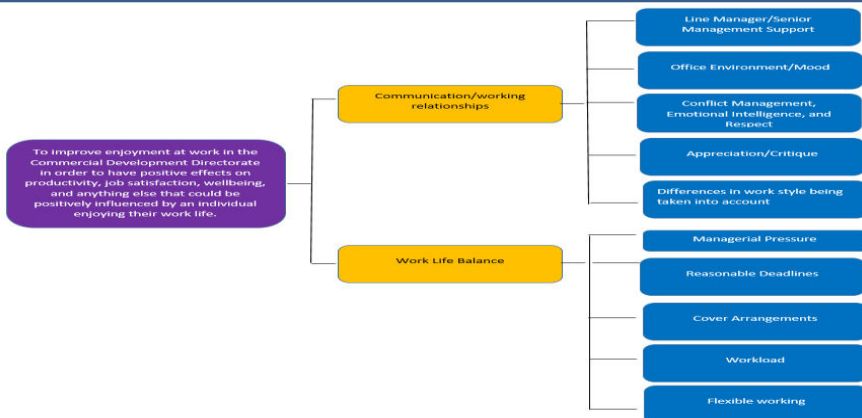 Line Manager/Senior
Management Support
Office Environment/Mood
Communication/working
relationships
Conflict Management,
Emotional Intelligence, and
Respect
To improve enjoyment at work in the
Commercial Development Directorate
in order to have positive effects on
productivity, job satisfaction, wellbeing,
and anything else that could be
positively influenced by an individual
enjoying their work life.
Appreciation/Critique
Differences in work style being
taken into account
Work Life Balance
Managerial Pressure
Reasonable Deadlines
Cover Arrangements
Workload
Flexible working